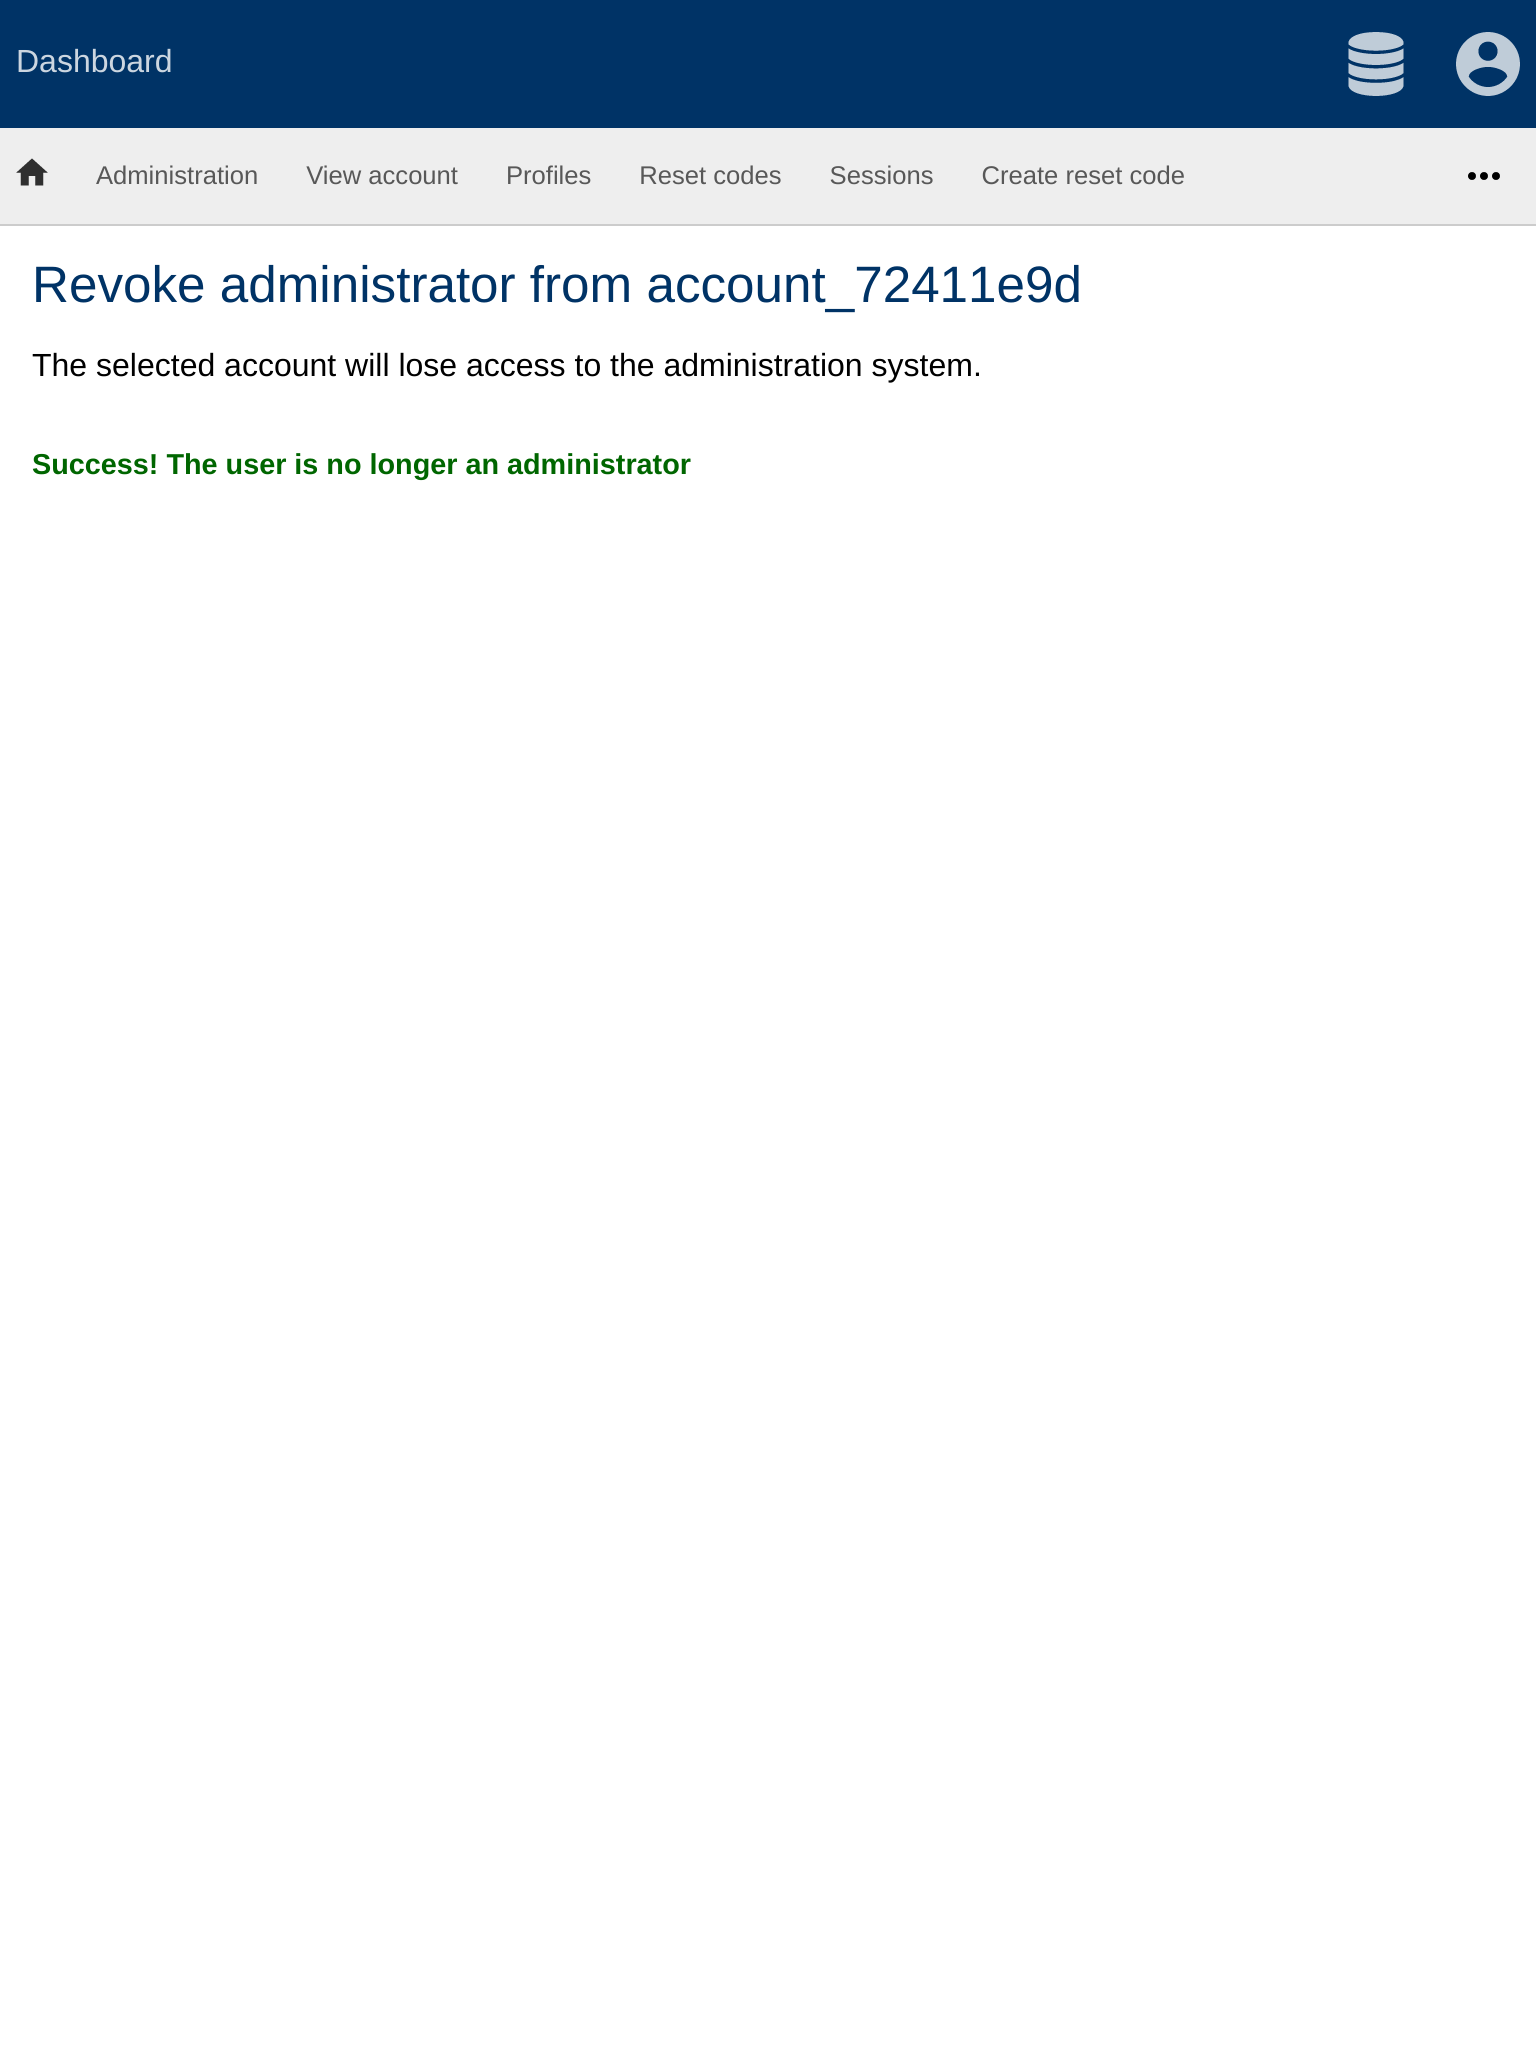 Dashboard
Administration View account Profiles Reset codes Sessions Create reset code
Revoke administrator from account_72411e9d
The selected account will lose access to the administration system.
Success! The user is no longer an administrator